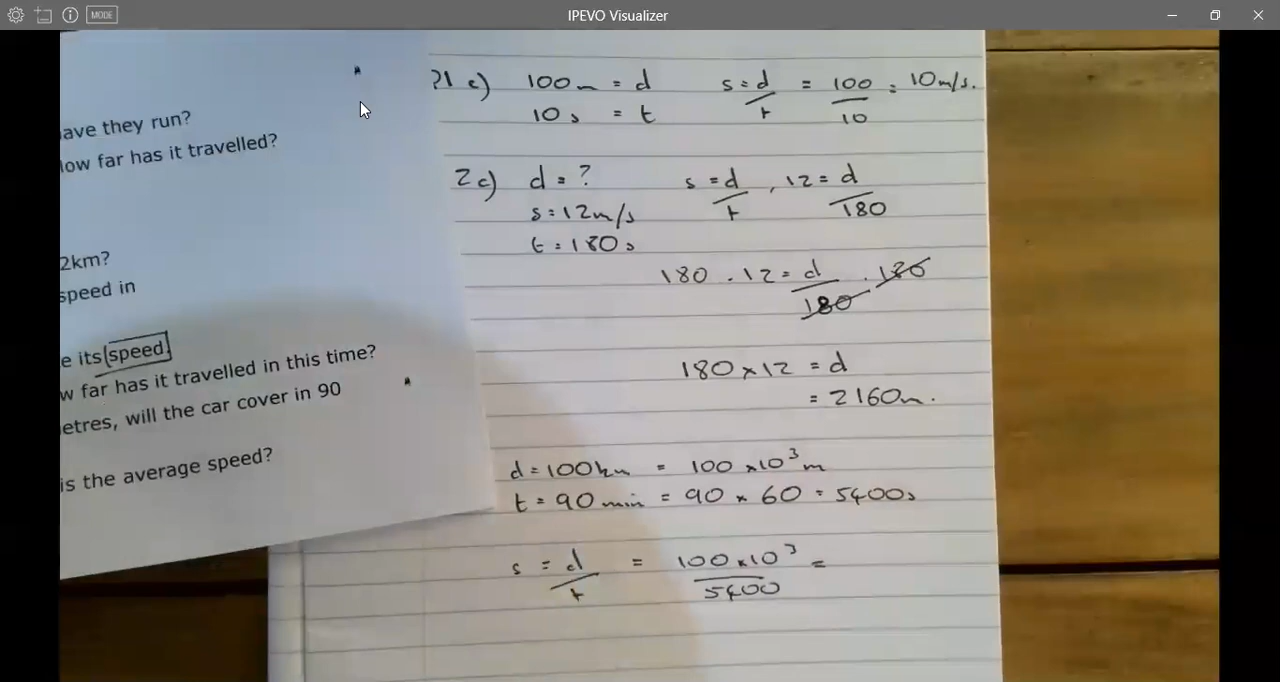 MODE
IPEVO Visualizer
ave they run?
low far has it travelled?
2km?
speed in
e its speed
w far has it travelled in this time?
etres, will the car cover in 90
is the average speed?
1 c) 100m = d s = d/t = 100/10 = 10m/s.
10s = t
2c) d = ? s = d/t , 12 = d/180
s = 12m/s
t = 180s
180 . 12 = d/180 . 180
180 x 12 = d
= 2160m.
d = 100km = 100 x 10³ m
t = 90 min = 90 x 60 = 5400s
s = d/t = 100 x 10³/5400 =